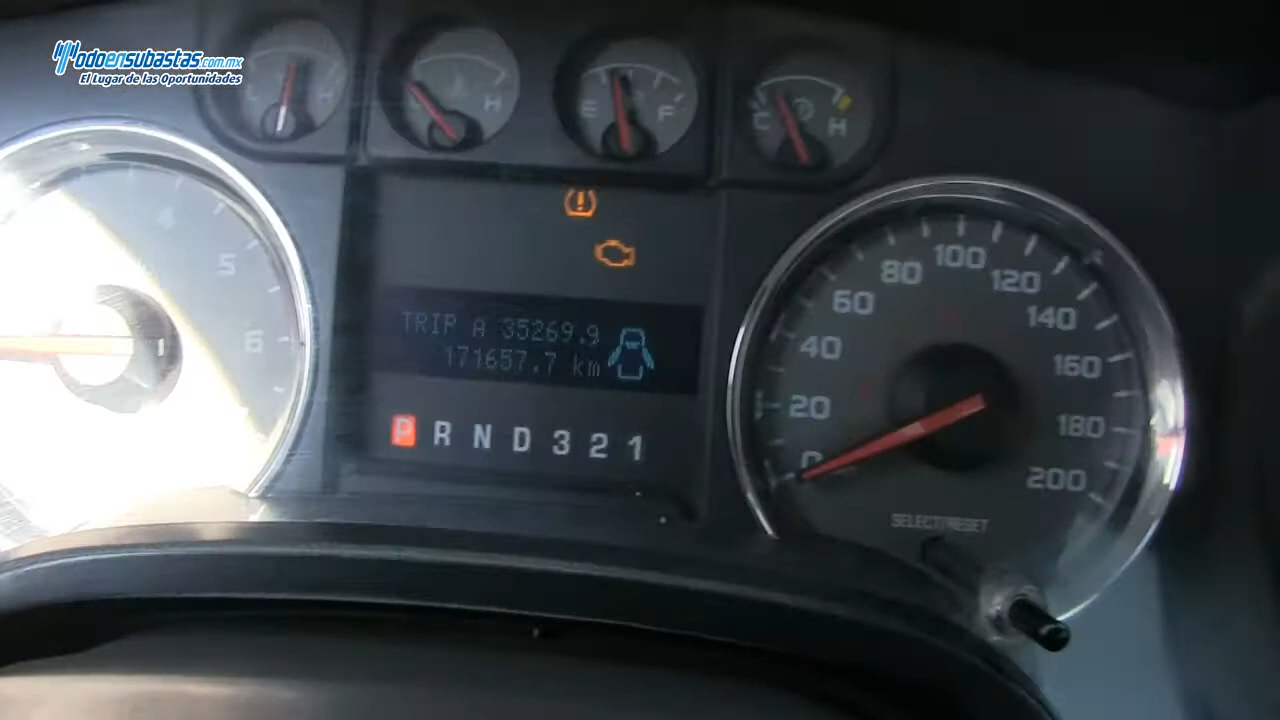 TodoenSubastas.com.mx
El Lugar de las Oportunidades
H
H
E F
C H
4
5
6
TRIP A 35269.9
171657.7 km
P R N D 3 2 1
0
20
40
60
80
100
120
140
160
180
200
SELECT/RESET